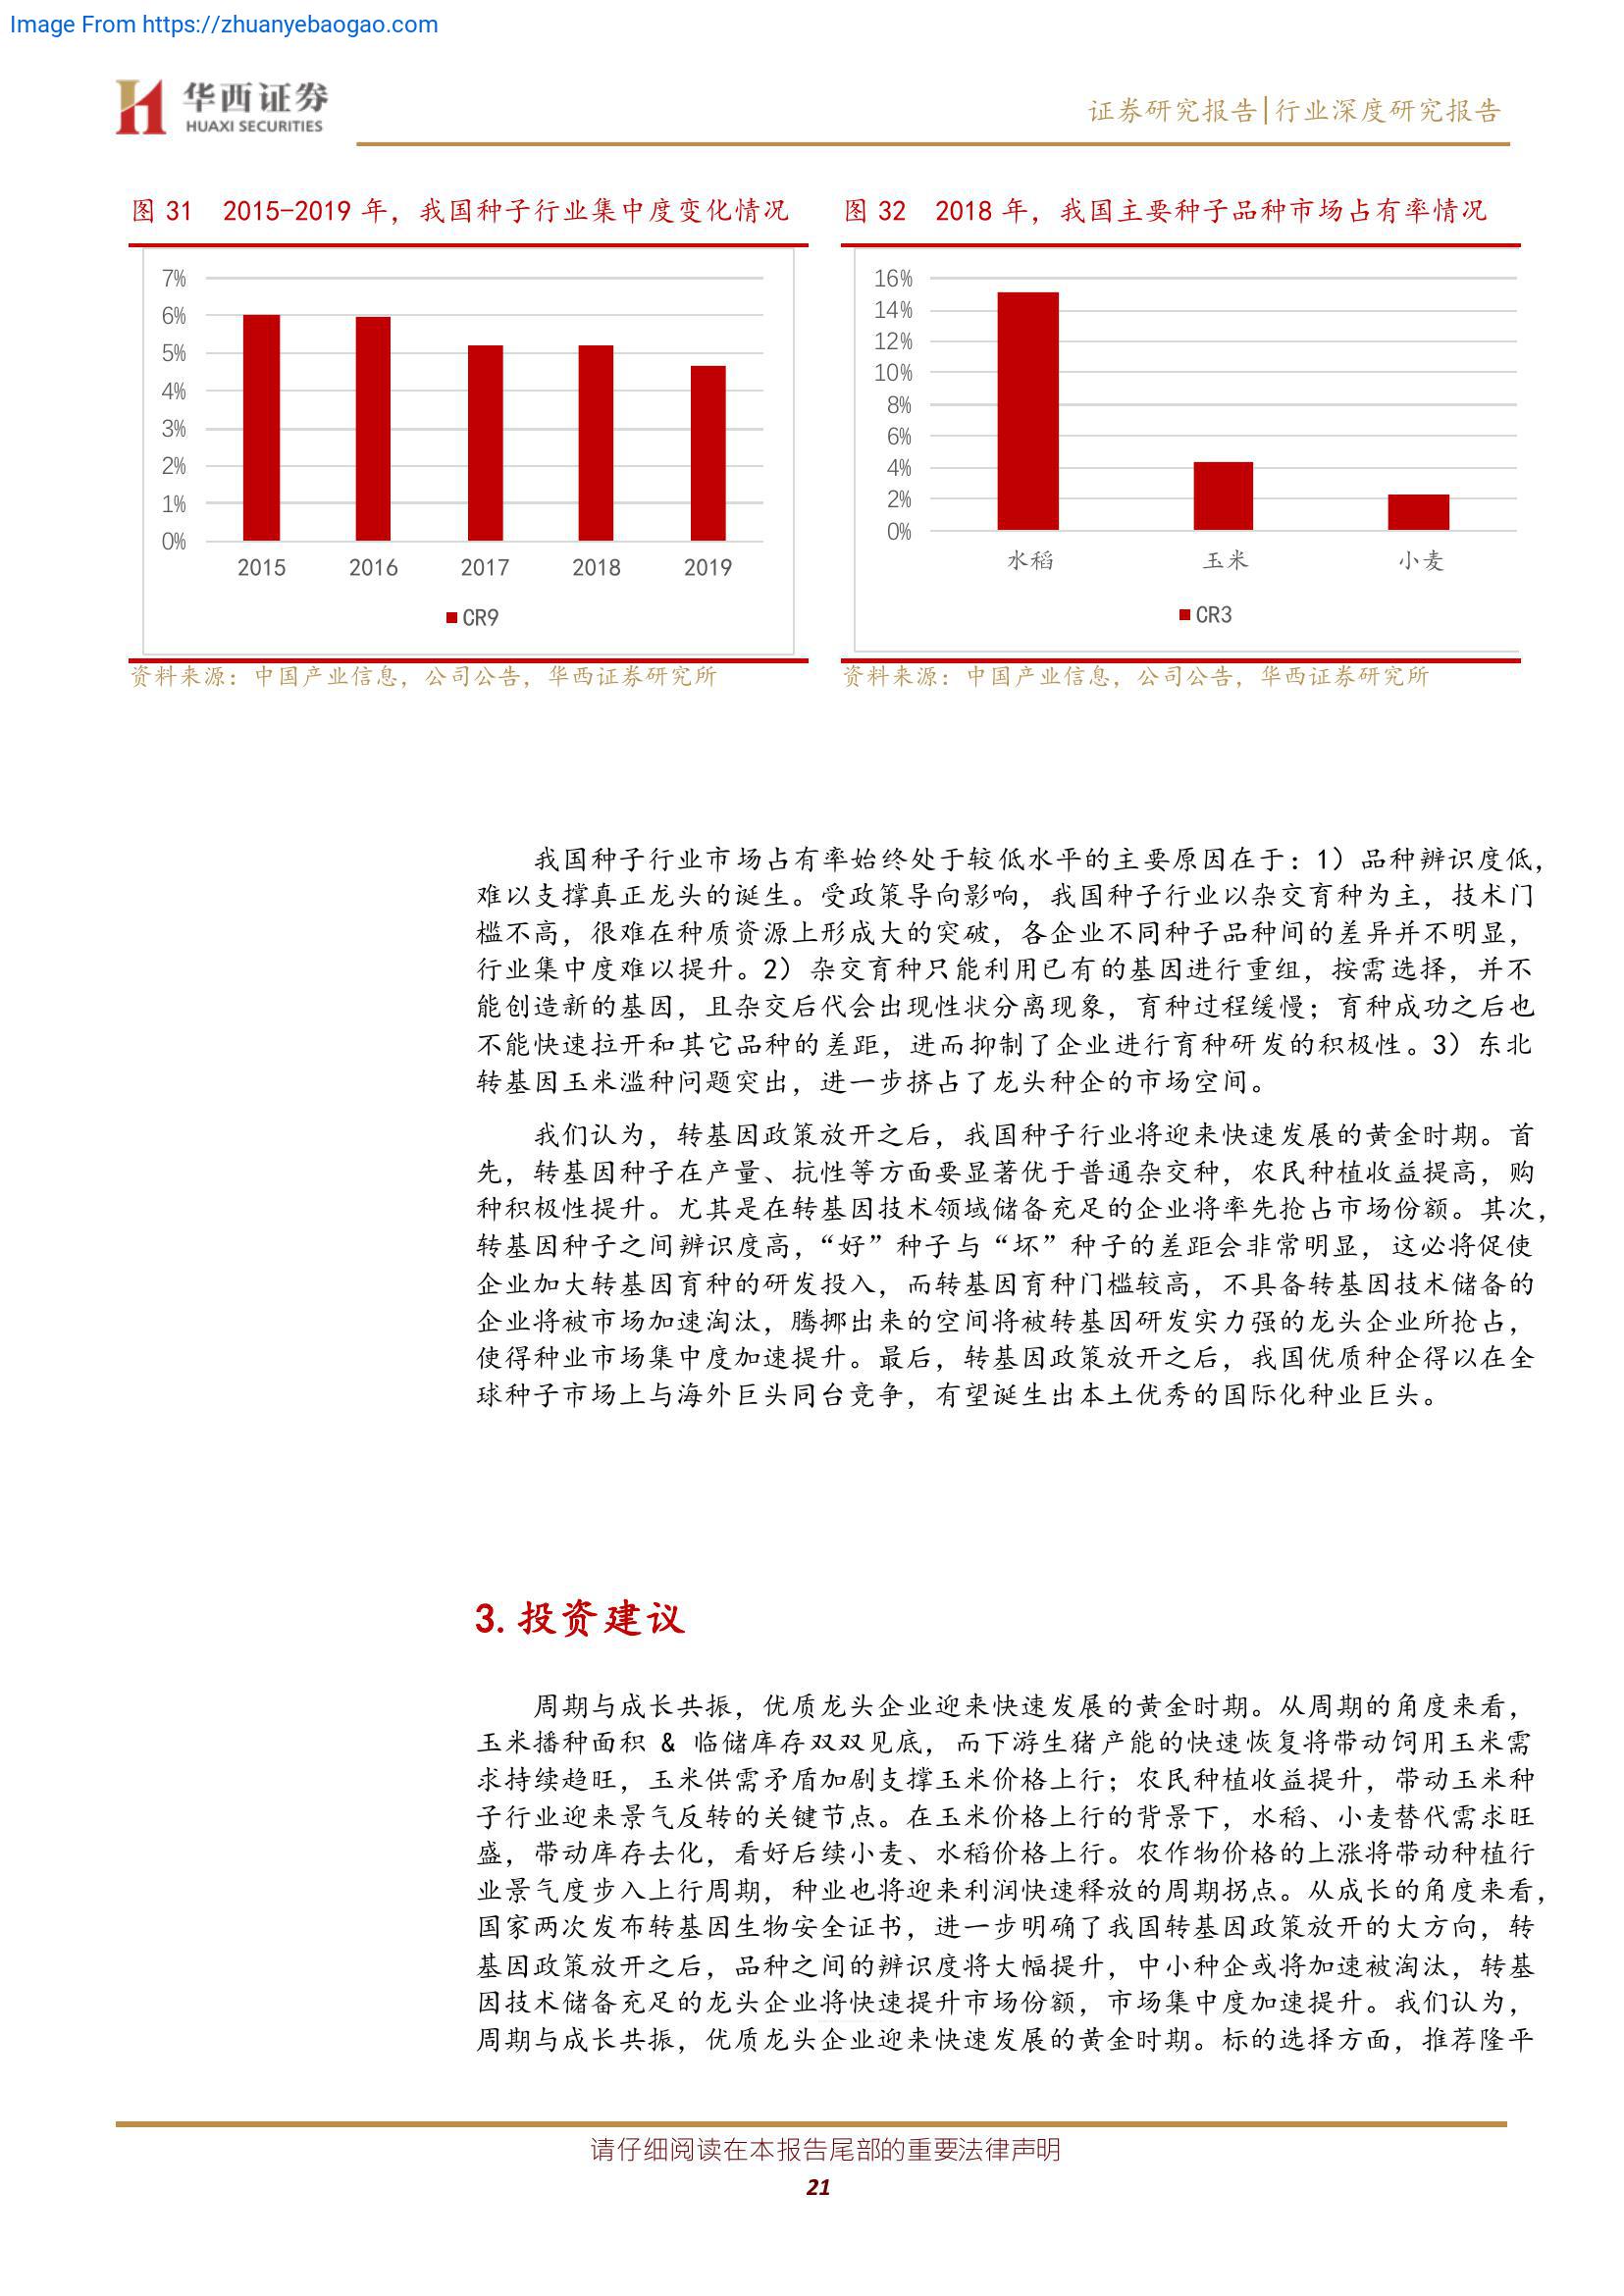 Image From https://zhuanyebaogao.com
华西证券
HUAXI SECURITIES
证券研究报告|行业深度研究报告
图 31 2015-2019 年，我国种子行业集中度变化情况
7%
6%
5%
4%
3%
2%
1%
0%
2015 2016 2017 2018 2019
CR9
资料来源：中国产业信息，公司公告，华西证券研究所
图 32 2018 年，我国主要种子品种市场占有率情况
16%
14%
12%
10%
8%
6%
4%
2%
0%
水稻 玉米 小麦
CR3
资料来源：中国产业信息，公司公告，华西证券研究所
我国种子行业市场占有率始终处于较低水平的主要原因在于：1）品种辨识度低，
难以支撑真正龙头的诞生。受政策导向影响，我国种子行业以杂交育种为主，技术门
槛不高，很难在种质资源上形成大的突破，各企业不同种子品种间的差异并不明显，
行业集中度难以提升。2）杂交育种只能利用已有的基因进行重组，按需选择，并不
能创造新的基因，且杂交后代会出现性状分离现象，育种过程缓慢；育种成功之后也
不能快速拉开和其它品种的差距，进而抑制了企业进行育种研发的积极性。3）东北
转基因玉米滥种问题突出，进一步挤占了龙头种企的市场空间。
我们认为，转基因政策放开之后，我国种子行业将迎来快速发展的黄金时期。首
先，转基因种子在产量、抗性等方面要显著优于普通杂交种，农民种植收益提高，购
种积极性提升。尤其是在转基因技术领域储备充足的企业将率先抢占市场份额。其次，
转基因种子之间辨识度高，“好”种子与“坏”种子的差距会非常明显，这必将促使
企业加大转基因育种的研发投入，而转基因育种门槛较高，不具备转基因技术储备的
企业将被市场加速淘汰，腾挪出来的空间将被转基因研发实力强的龙头企业所抢占，
使得种业市场集中度加速提升。最后，转基因政策放开之后，我国优质种企得以在全
球种子市场上与海外巨头同台竞争，有望诞生出本土优秀的国际化种业巨头。
3. 投资建议
周期与成长共振，优质龙头企业迎来快速发展的黄金时期。从周期的角度来看，
玉米播种面积 & 临储库存双双见底，而下游生猪产能的快速恢复将带动饲用玉米需
求持续趋旺，玉米供需矛盾加剧支撑玉米价格上行；农民种植收益提升，带动玉米种
子行业迎来景气反转的关键节点。在玉米价格上行的背景下，水稻、小麦替代需求旺
盛，带动库存去化，看好后续小麦、水稻价格上行。农作物价格的上涨将带动种植行
业景气度步入上行周期，种业也将迎来利润快速释放的周期拐点。从成长的角度来看，
国家两次发布转基因生物安全证书，进一步明确了我国转基因政策放开的大方向，转
基因政策放开之后，品种之间的辨识度将大幅提升，中小种企或将加速被淘汰，转基
因技术储备充足的龙头企业将快速提升市场份额，市场集中度加速提升。我们认为，
周期与成长共振，优质龙头企业迎来快速发展的黄金时期。标的选择方面，推荐隆平
请仔细阅读在本报告尾部的重要法律声明
21